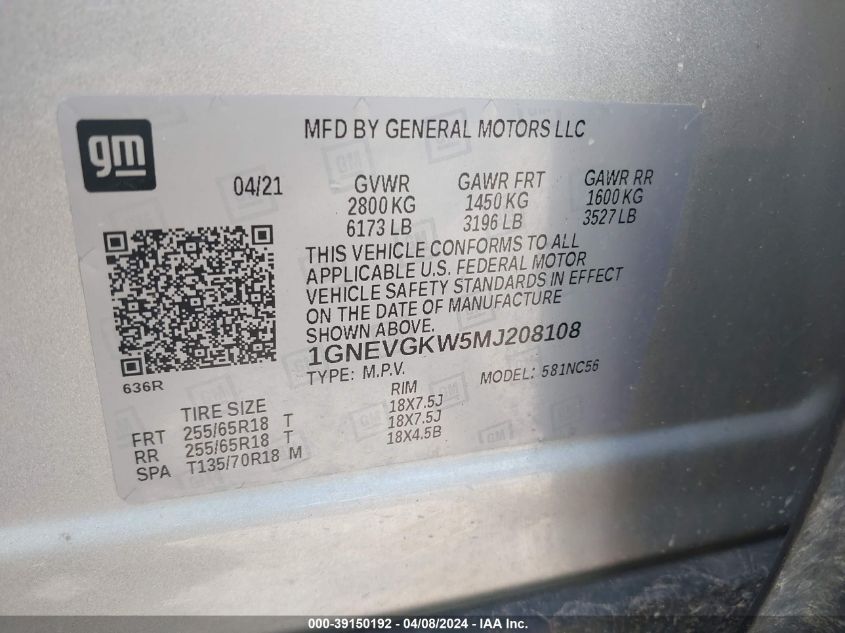 gm
MFD BY GENERAL MOTORS LLC
04/21
GVWR GAWR FRT GAWR RR
2800 KG 1450 KG 1600 KG
6173 LB 3196 LB 3527 LB
THIS VEHICLE CONFORMS TO ALL
APPLICABLE U.S. FEDERAL MOTOR
VEHICLE SAFETY STANDARDS IN EFFECT
ON THE DATE OF MANUFACTURE
SHOWN ABOVE.
1GNEVGKW5MJ208108
636R
TYPE: M.P.V. MODEL: 581NC56
TIRE SIZE RIM
FRT 255/65R18 T 18X7.5J
RR 255/65R18 T 18X7.5J
SPA T135/70R18 M 18X4.5B
000-39150192 - 04/08/2024 - IAA Inc.